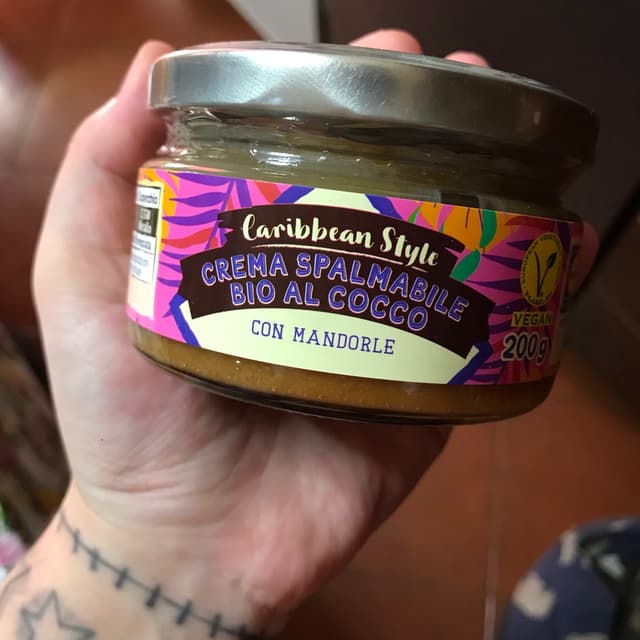 Caribbean Style
CREMA SPALMABILE
BIO AL COCCO
CON MANDORLE
VEGAN
200g